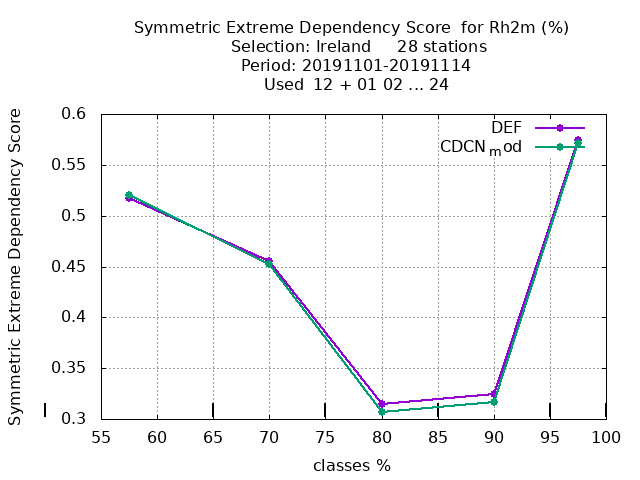 Symmetric Extreme Dependency Score for Rh2m (%)
Selection: Ireland 28 stations
Period: 20191101-20191114
Used 12 + 01 02 ... 24
Symmetric Extreme Dependency Score
0.6
0.55
0.5
0.45
0.4
0.35
0.3
DEF
CDCNmod
55 60 65 70 75 80 85 90 95 100
classes %